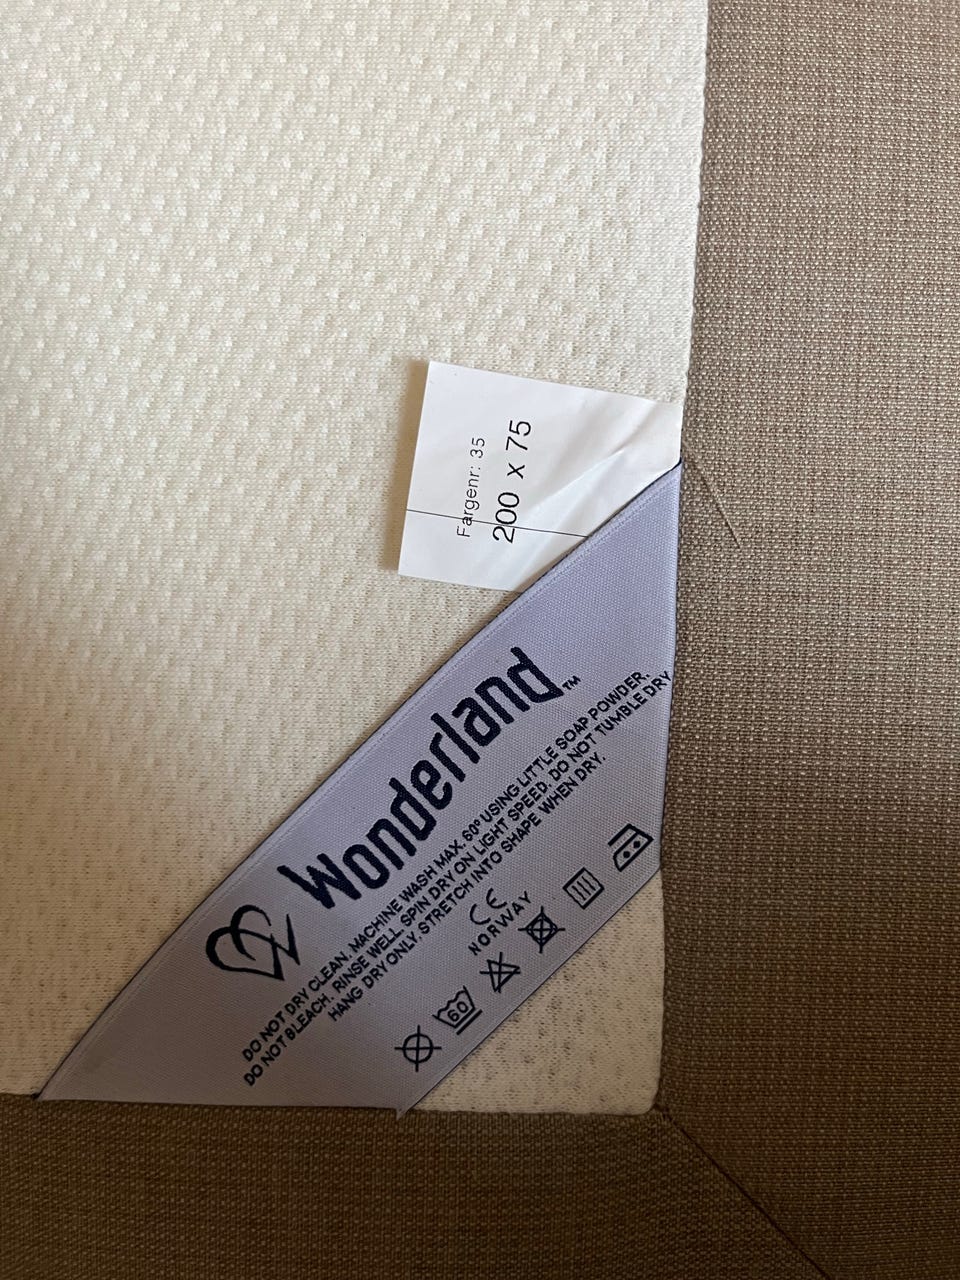 Fargenr: 35
200 x 75
Wonderland™
DO NOT DRY CLEAN. MACHINE WASH MAX. 60° USING LITTLE SOAP POWDER.
DO NOT BLEACH. RINSE WELL. SPIN DRY ON LIGHT SPEED. DO NOT TUMBLE DRY.
HANG DRY ONLY. STRETCH INTO SHAPE WHEN DRY.
CE
NORWAY
60